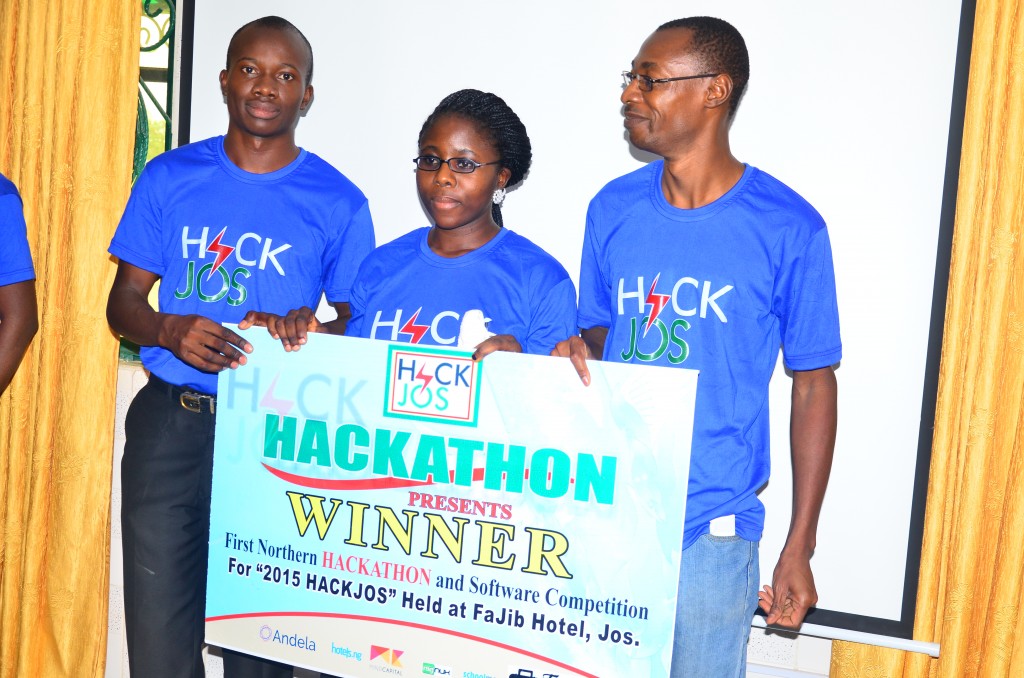 HACK
JOS
HACK
HACK
JOS
HACK
JOS
HACK
JOS
HACKATHON
PRESENTS
WINNER
First Northern HACKATHON and Software Competition
For "2015 HACKJOS" Held at FaJib Hotel, Jos.
Andela
hotels.ng